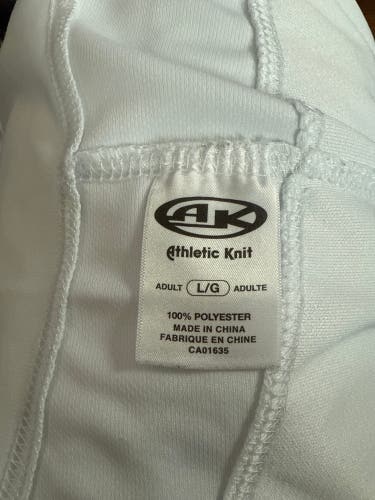 AK
Athletic Knit
ADULT L/G ADULTE
100% POLYESTER
MADE IN CHINA
FABRIQUE EN CHINE
CA01635